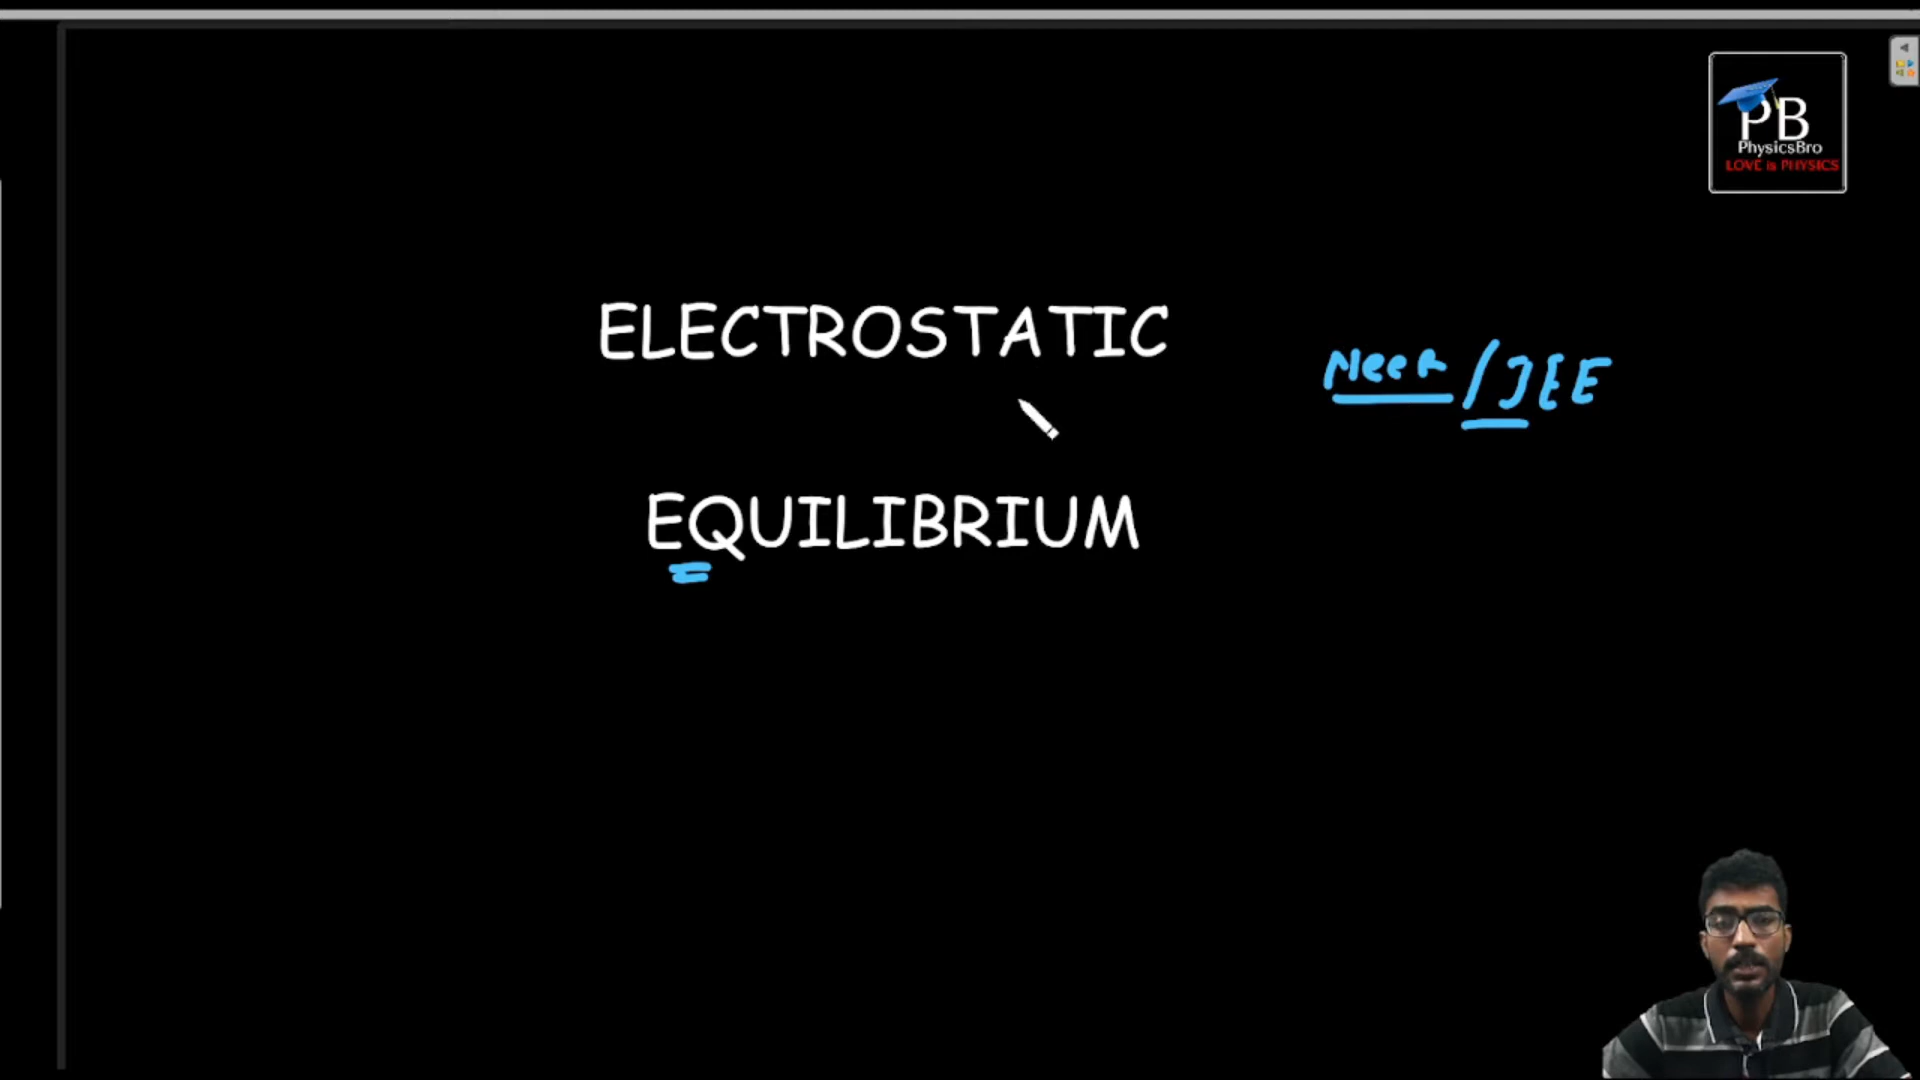 PB
PhysicsBro
LOVE is PHYSICS
ELECTROSTATIC
Neet / JEE
EQUILIBRIUM